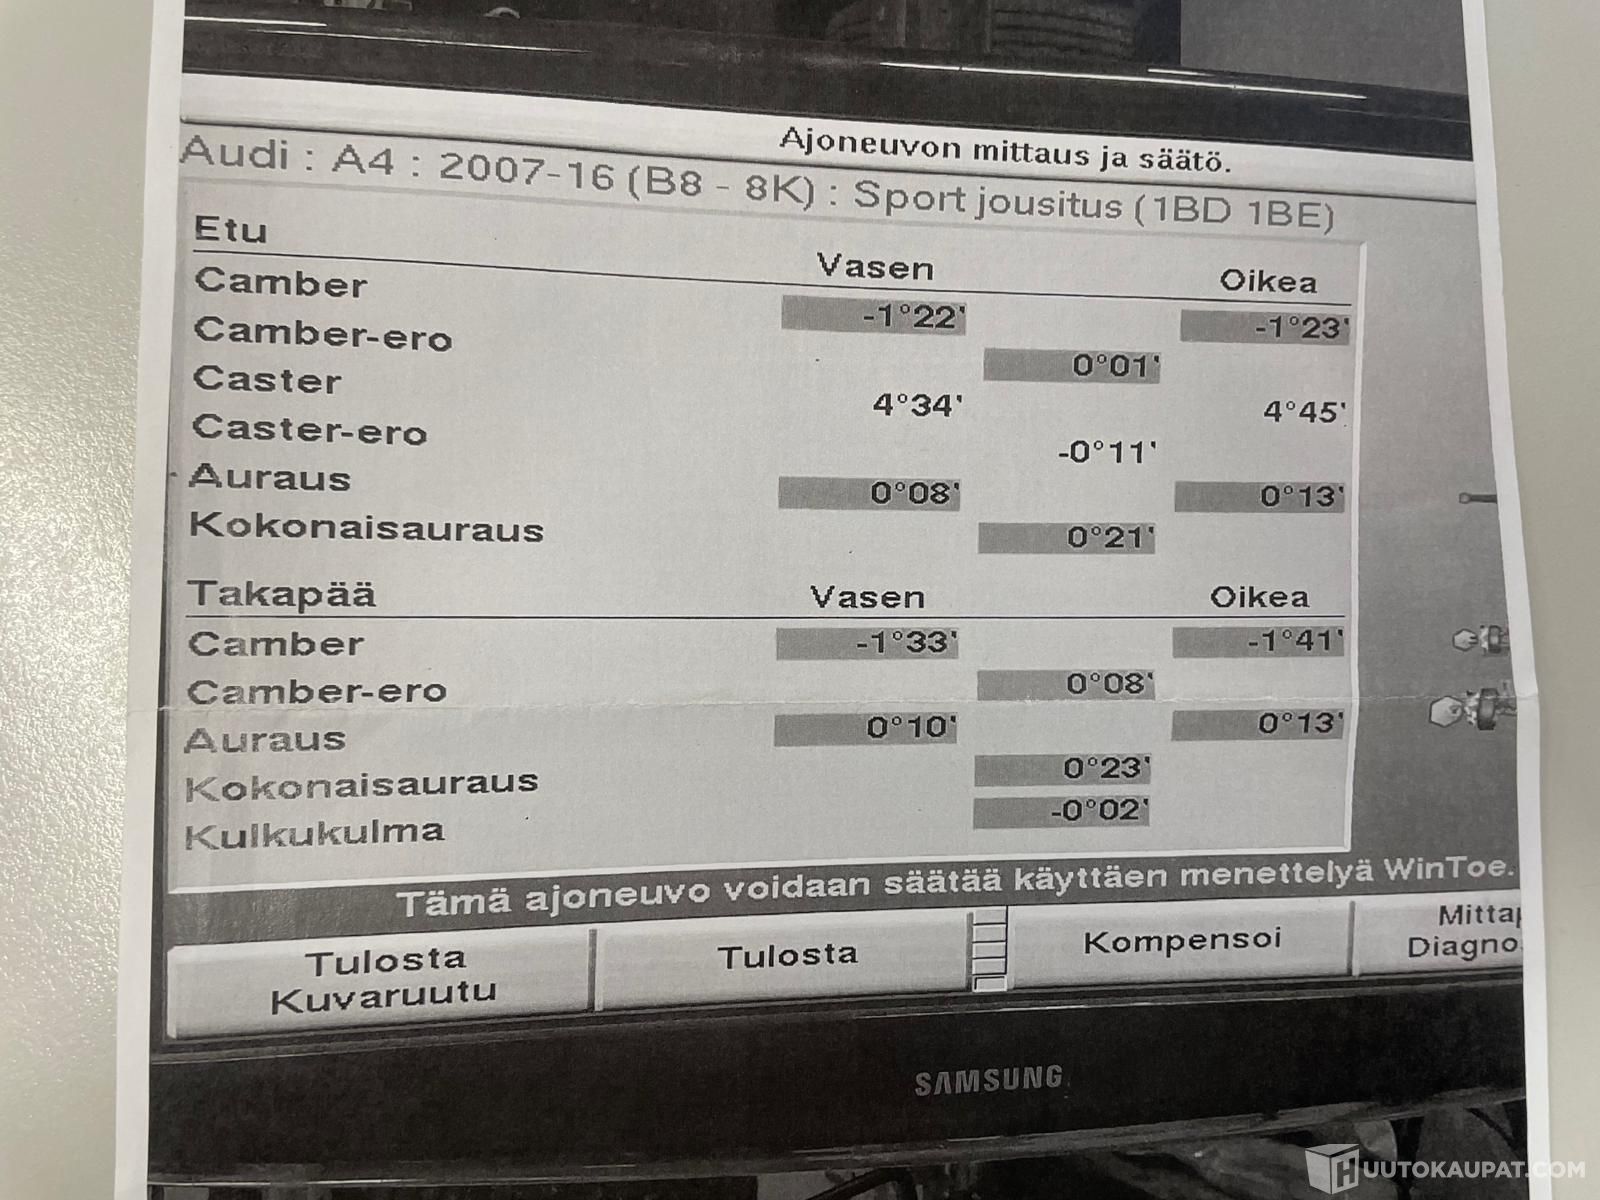 Ajoneuvon mittaus ja säätö.
Audi : A4 : 2007-16 (B8 - 8K) : Sport jousitus (1BD 1BE)
Etu Vasen Oikea
Camber -1°22' -1°23'
Camber-ero 0°01'
Caster 4°34' 4°45'
Caster-ero -0°11'
Auraus 0°08' 0°13'
Kokonaisauraus 0°21'
Takapää Vasen Oikea
Camber -1°33' -1°41'
Camber-ero 0°08'
Auraus 0°10' 0°13'
Kokonaisauraus 0°23'
Kulkukulma -0°02'
Tämä ajoneuvo voidaan säätää käyttäen menettelyä WinToe.
Tulosta Kuvaruutu
Tulosta
Kompensoi
SAMSUNG
HUUTOKAUPAT.COM